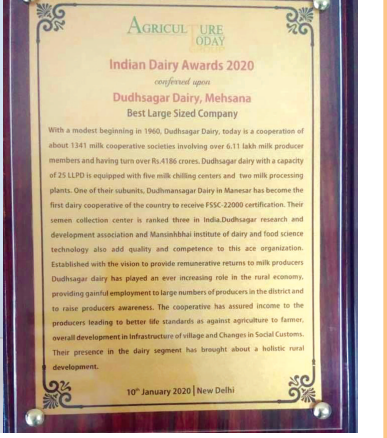 AGRICULTURE
TODAY
Indian Dairy Awards 2020
conferred upon
Dudhsagar Dairy, Mehsana
Best Large Sized Company
With a modest beginning in 1960, Dudhsagar Dairy, today is a cooperation of
about 1341 milk cooperative societies involving over 6.11 lakh milk producer
members and having turn over Rs.4186 crores. Dudhsagar dairy with a capacity
of 25 LLPD is equipped with five milk chilling centers and two milk processing
plants. One of their subunits, Dudhmansagar Dairy in Manesar has become the
first dairy cooperative of the country to receive FSSC-22000 certification. Their
semen collection center is ranked three in India.Dudhsagar research and
development association and Mansinhbhai institute of dairy and food science
technology also add quality and competence to this ace organization.
Established with the vision to provide remunerative returns to milk producers
Dudhsagar dairy has played an ever increasing role in the rural economy,
providing gainful employment to large numbers of producers in the district and
to raise producers awareness. The cooperative has assured income to the
producers leading to better life standards as against agriculture to farmer,
overall development in Infrastructure of village and Changes in Social Customs.
Their presence in the dairy segment has brought about a holistic rural
development.
10th January 2020 | New Delhi